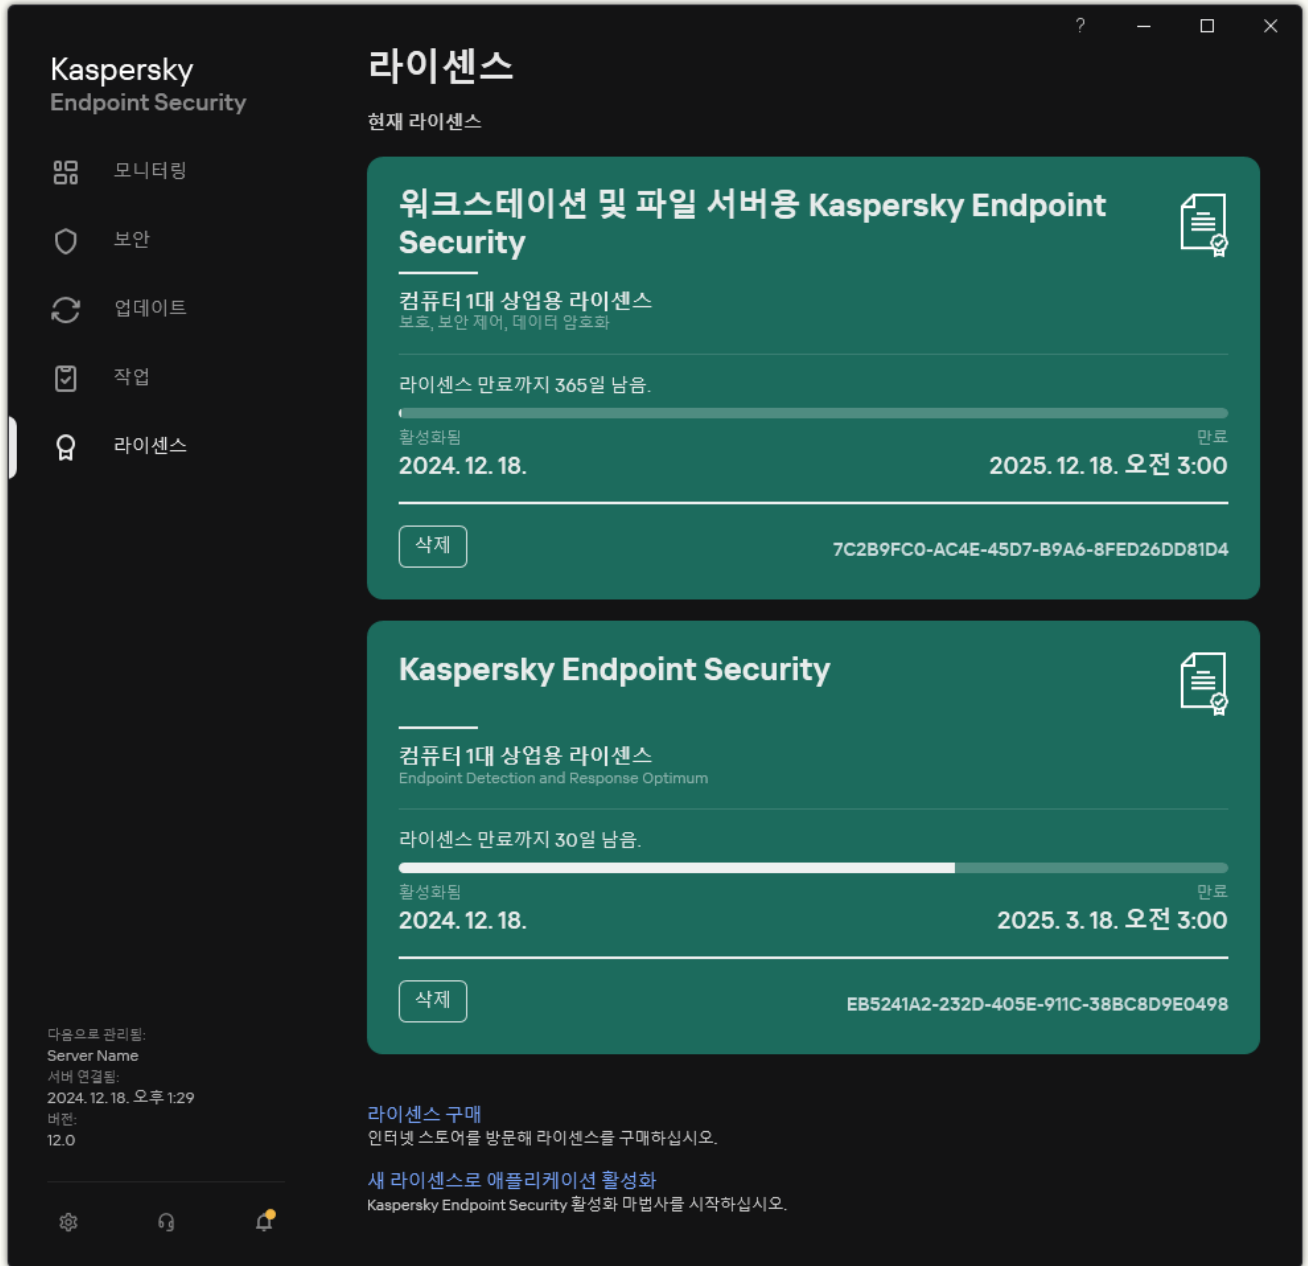 ?
Kaspersky
Endpoint Security
모니터링
보안
업데이트
작업
라이센스
다음으로 관리됨:
Server Name
서버 연결됨:
2024. 12. 18. 오후 1:29
버전:
12.0
라이센스
현재 라이센스
워크스테이션 및 파일 서버용 Kaspersky Endpoint
Security
컴퓨터 1대 상업용 라이센스
보호, 보안 제어, 데이터 암호화
라이센스 만료까지 365일 남음.
활성화됨 만료
2024. 12. 18. 2025. 12. 18. 오전 3:00
삭제 7C2B9FC0-AC4E-45D7-B9A6-8FED26DD81D4
Kaspersky Endpoint Security
컴퓨터 1대 상업용 라이센스
Endpoint Detection and Response Optimum
라이센스 만료까지 30일 남음.
활성화됨 만료
2024. 12. 18. 2025. 3. 18. 오전 3:00
삭제 EB5241A2-232D-405E-911C-38BC8D9E0498
라이센스 구매
인터넷 스토어를 방문해 라이센스를 구매하십시오.
새 라이센스로 애플리케이션 활성화
Kaspersky Endpoint Security 활성화 마법사를 시작하십시오.